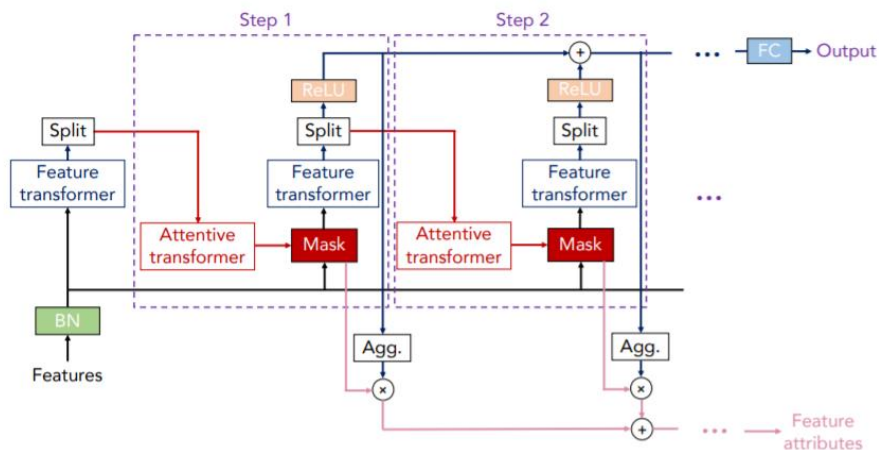 Step 1
Step 2
+
...
FC
Output
ReLU
ReLU
Split
Split
Split
Feature
transformer
Feature
transformer
Feature
transformer
...
Attentive
transformer
Mask
Attentive
transformer
Mask
BN
Features
Agg.
Agg.
×
×
+
...
Feature
attributes